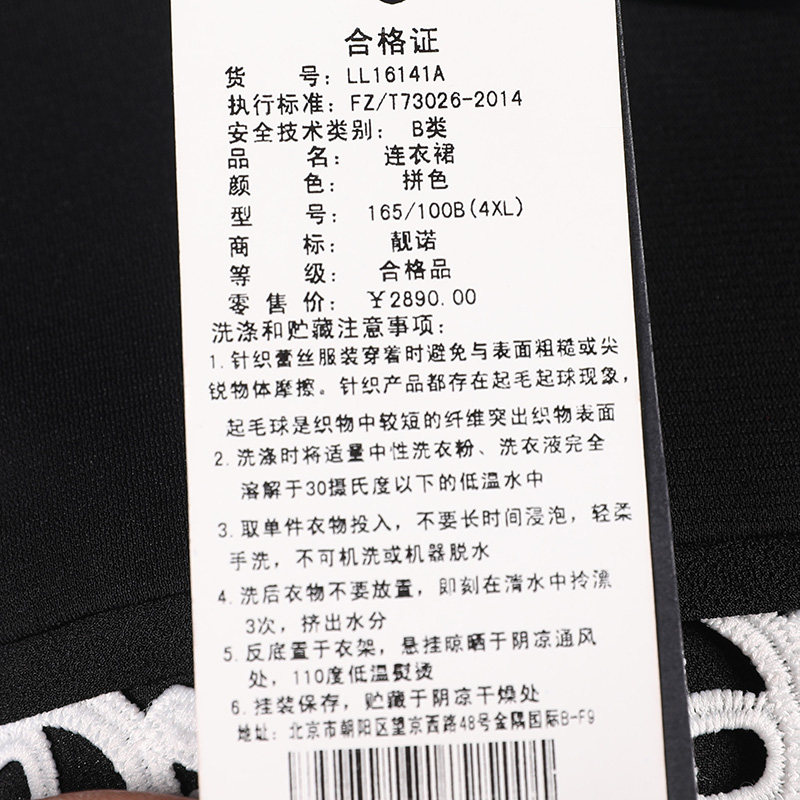 合格证
货 号: LL16141A
执行标准: FZ/T73026-2014
安全技术类别: B类
品 名: 连衣裙
颜 色: 拼色
型 号: 165/100B(4XL)
商 标: 靓诺
等 级: 合格品
零 售 价: ￥2890.00
洗涤和贮藏注意事项:
1. 针织蕾丝服装穿着时避免与表面粗糙或尖
锐物体摩擦。针织产品都存在起毛起球现象,
起毛球是织物中较短的纤维突出织物表面
2. 洗涤时将适量中性洗衣粉、洗衣液完全
溶解于30摄氏度以下的低温水中
3. 取单件衣物投入，不要长时间浸泡，轻柔
手洗，不可机洗或机器脱水
4. 洗后衣物不要放置，即刻在清水中拎漂
3次，挤出水分
5. 反底置于衣架，悬挂晾晒于阴凉通风
处，110度低温熨烫
6. 挂装保存，贮藏于阴凉干燥处
地址: 北京市朝阳区望京西路48号金隅国际B-F9